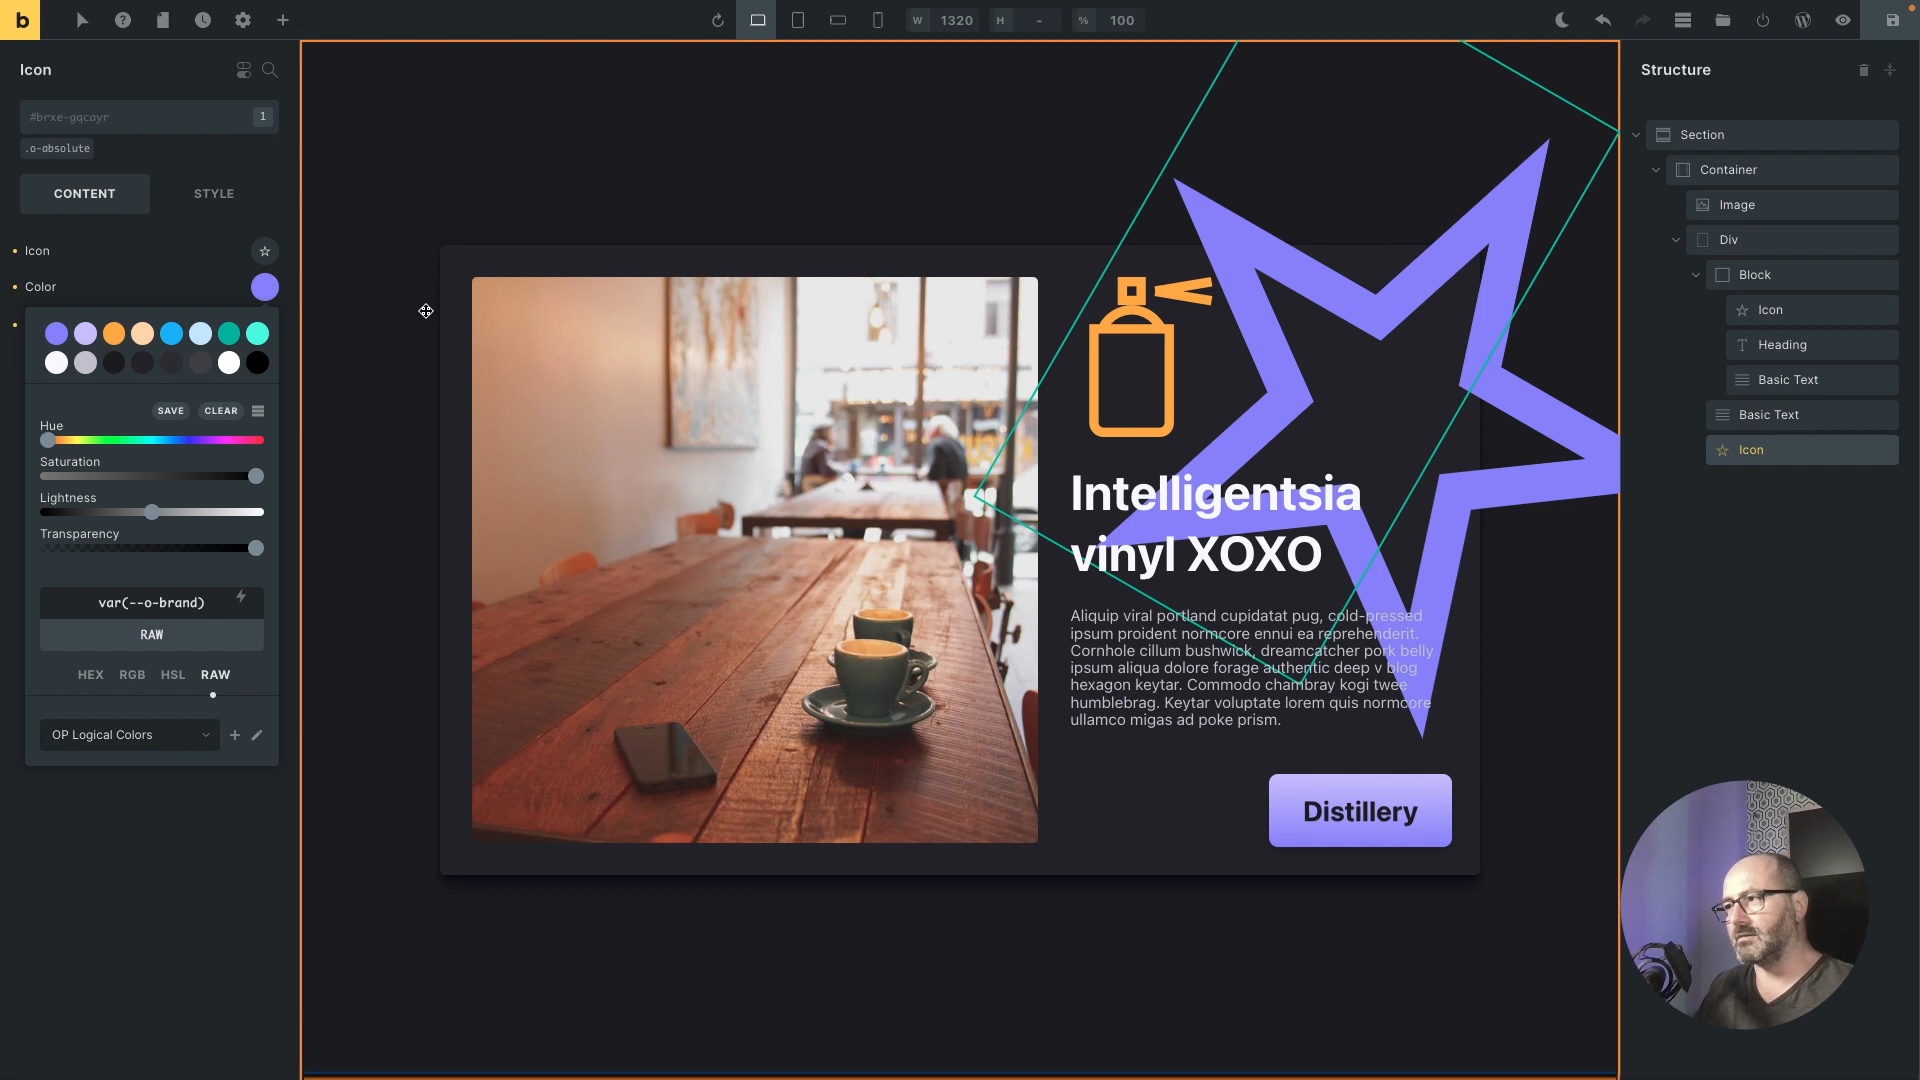 b
W 1320
H -
% 100
Icon
#brxe-gqcayr
1
.o-absolute
CONTENT
STYLE
Icon
Color
SAVE
CLEAR
Hue
Saturation
Lightness
Transparency
var(--o-brand)
RAW
HEX
RGB
HSL
RAW
OP Logical Colors
Intelligentsia
vinyl XOXO
Aliquip viral portland cupidatat pug, cold-pressed
ipsum proident normcore ennui ea reprehenderit.
Cornhole cillum bushwick, dreamcatcher pork belly
ipsum aliqua dolore forage authentic deep v blog
hexagon keytar. Commodo chambray kogi twee
humblebrag. Keytar voluptate lorem quis normcore
ullamco migas ad poke prism.
Distillery
Structure
Section
Container
Image
Div
Block
Icon
Heading
Basic Text
Basic Text
Icon